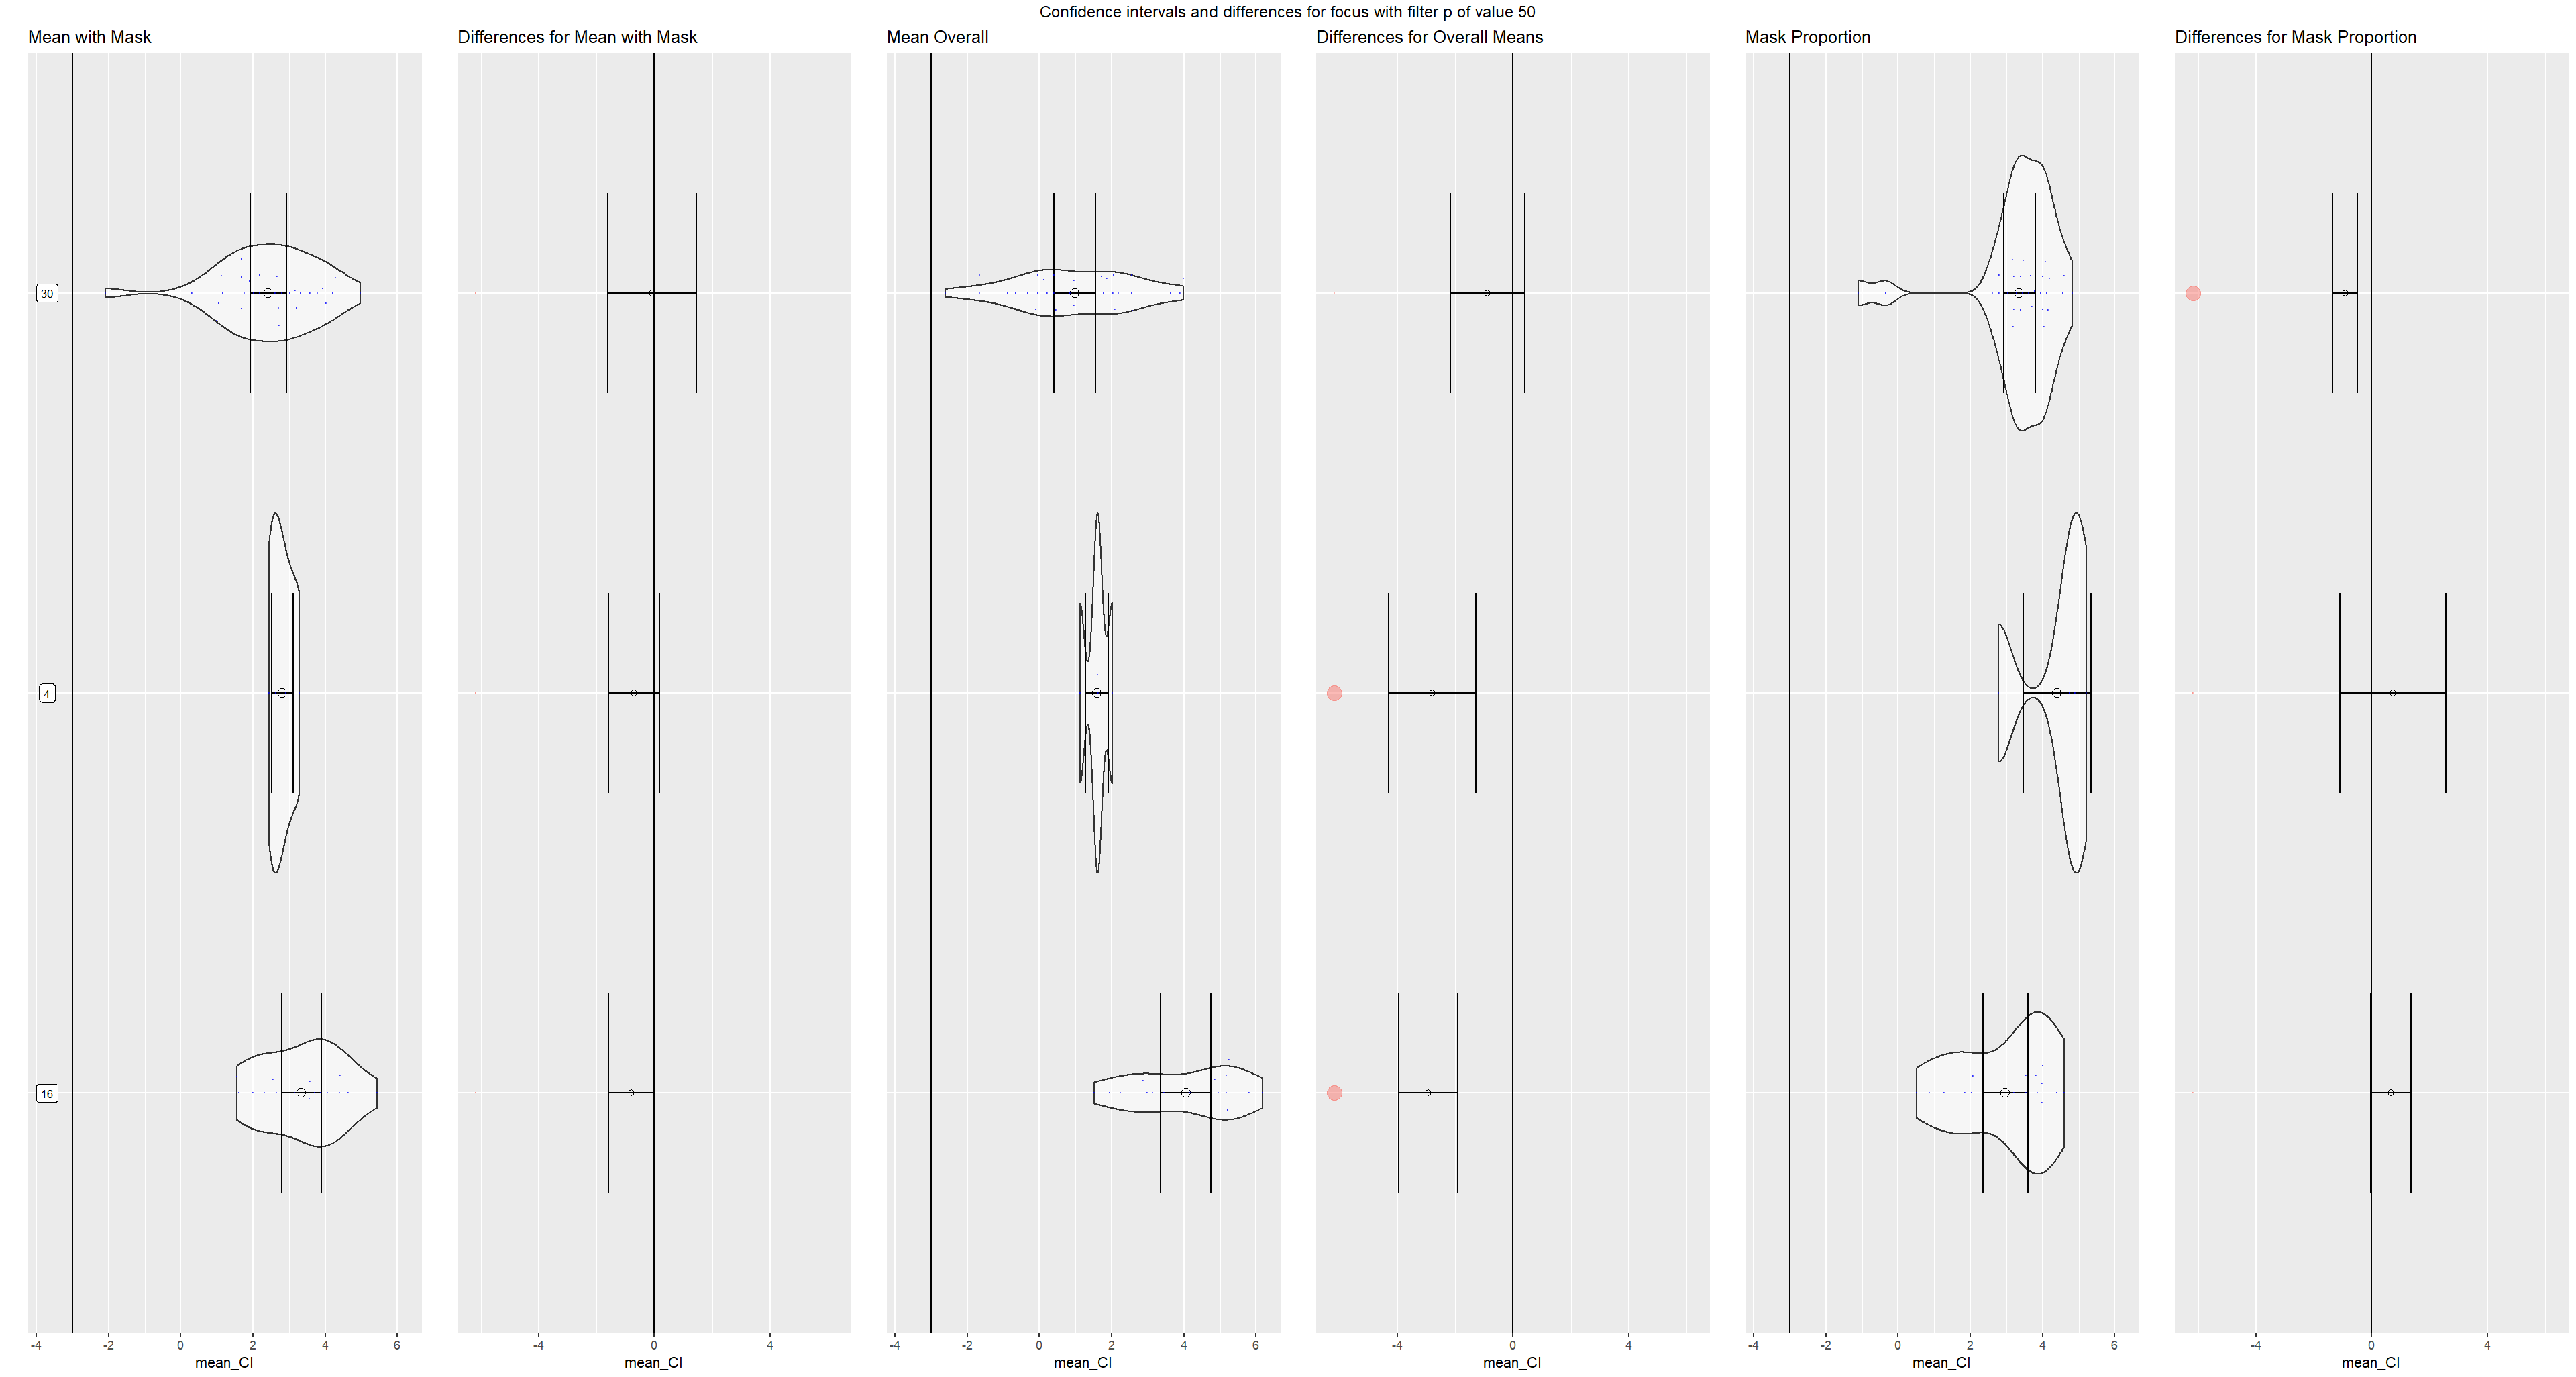 Confidence intervals and differences for focus with filter p of value 50
Mean with Mask
Differences for Mean with Mask
Mean Overall
Differences for Overall Means
Mask Proportion
Differences for Mask Proportion
30
4
16
-4 -2 0 2 4 6
-4 0 4
-4 -2 0 2 4 6
-4 0 4
-4 -2 0 2 4 6
-4 0 4
mean_CI
mean_CI
mean_CI
mean_CI
mean_CI
mean_CI